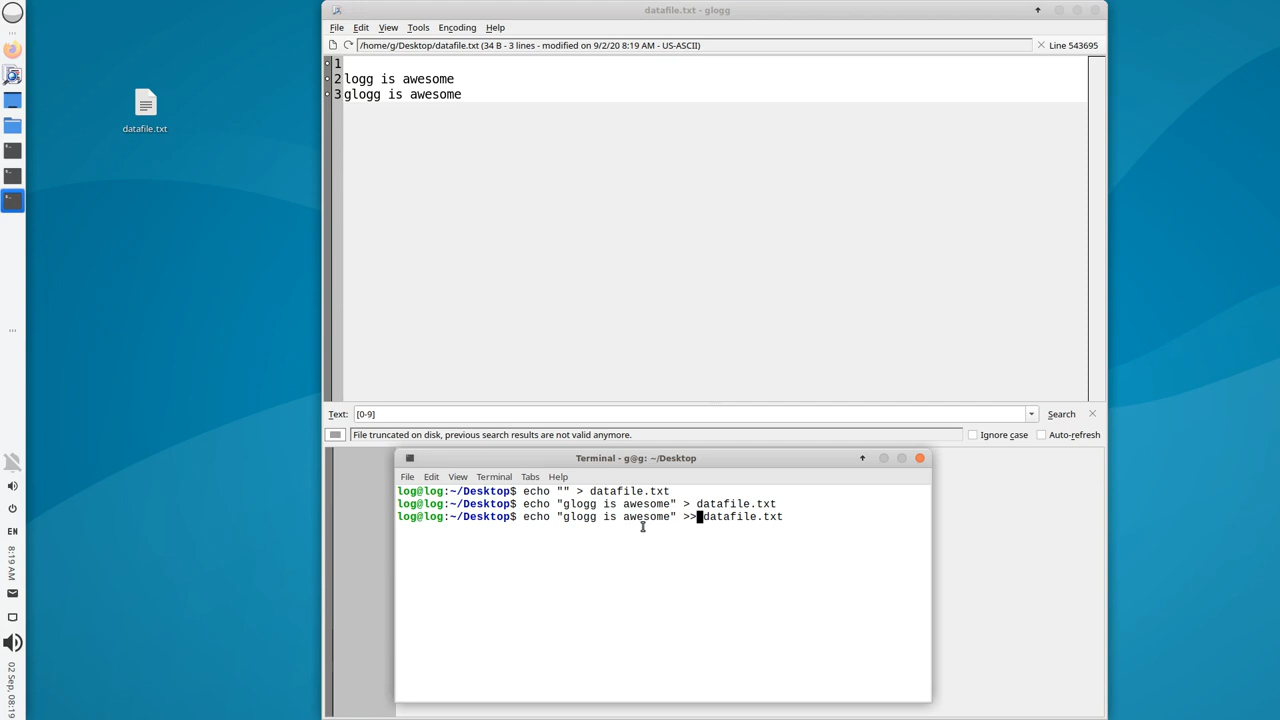 datafile.txt - glogg
File Edit View Tools Encoding Help
/home/g/Desktop/datafile.txt (34 B - 3 lines - modified on 9/2/20 8:19 AM - US-ASCII) Line 543695
1
2 logg is awesome
3 glogg is awesome
datafile.txt
Text: [0-9] Search
File truncated on disk, previous search results are not valid anymore. Ignore case Auto-refresh
Terminal - g@g: ~/Desktop
File Edit View Terminal Tabs Help
log@log:~/Desktop$ echo "" > datafile.txt
log@log:~/Desktop$ echo "glogg is awesome" > datafile.txt
log@log:~/Desktop$ echo "glogg is awesome" >> datafile.txt
EN
8:19 AM
02 Sep, 08:19